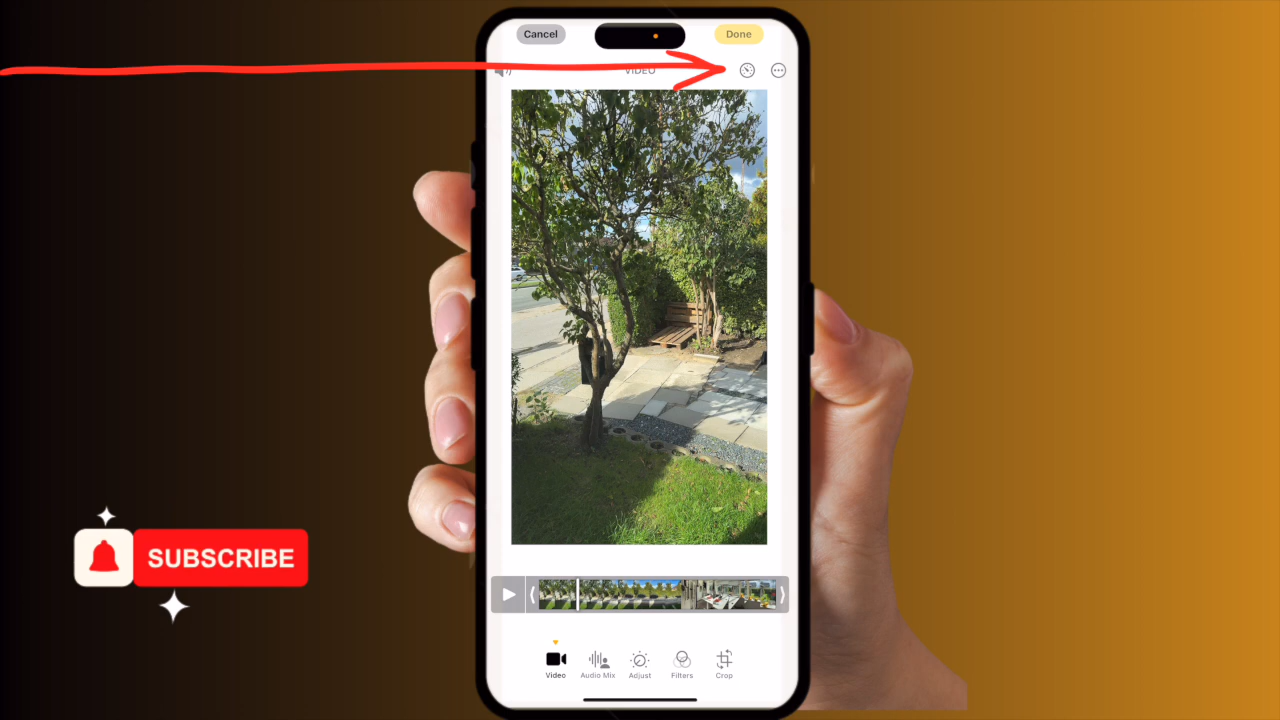 Cancel
Done
VIDEO
SUBSCRIBE
Video
Audio Mix
Adjust
Filters
Crop